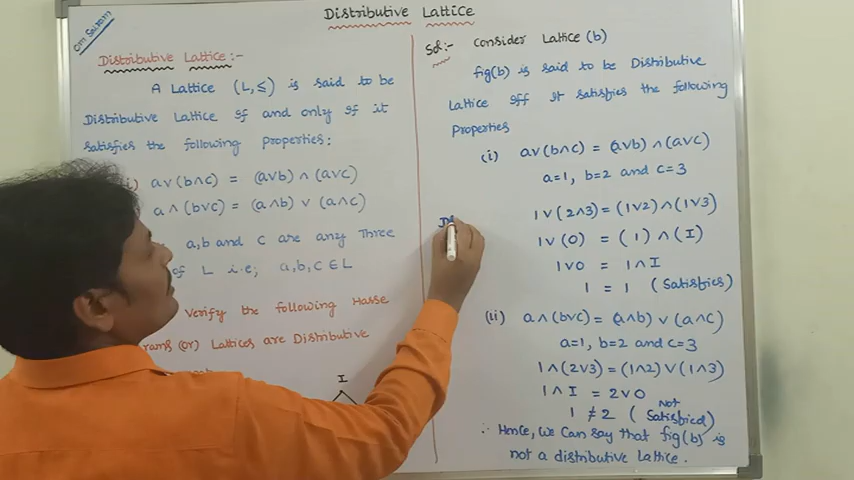 Distributive Lattice
Om Sairam
Distributive Lattice :-
A Lattice (L, ≤) is said to be
Distributive Lattice if and only if it
satisfies the following Properties:
i) a∨(b∧c) = (a∨b) ∧ (a∨c)
a∧(b∨c) = (a∧b) ∨ (a∧c)
a,b and c are any Three
of L i.e; a,b,c ∈ L
Verify the following Hasse
(or) Lattices are Distributive
I
Sol:- Consider Lattice (b)
fig(b) is said to be Distributive
Lattice iff it satisfies the following
Properties
(i) a∨(b∧c) = (a∨b) ∧ (a∨c)
a=1, b=2 and c=3
1∨(2∧3) = (1∨2)∧(1∨3)
1∨(0) = (1) ∧ (I)
1∨0 = 1∧I
1 = 1 (Satisfies)
(ii) a∧(b∨c) = (a∧b) ∨ (a∧c)
a=1, b=2 and c=3
1∧(2∨3) = (1∧2) ∨ (1∧3)
1∧I = 2∨0
1 ≠ 2 (Not Satisfied)
∴ Hence, we can say that fig(b) is
not a distributive lattice.